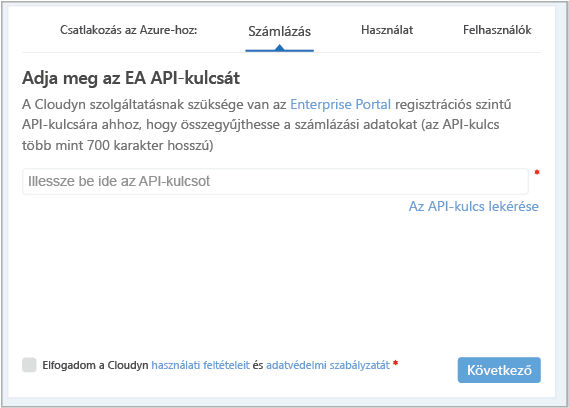 Csatlakozás az Azure-hoz: Számlázás Használat Felhasználók
Adja meg az EA API-kulcsát
A Cloudyn szolgáltatásnak szüksége van az Enterprise Portal regisztrációs szintű
API-kulcsára ahhoz, hogy összegyűjthesse a számlázási adatokat (az API-kulcs
több mint 700 karakter hosszú)
Illessze be ide az API-kulcsot *
Az API-kulcs lekérése
Elfogadom a Cloudyn használati feltételeit és adatvédelmi szabályzatát * Következő